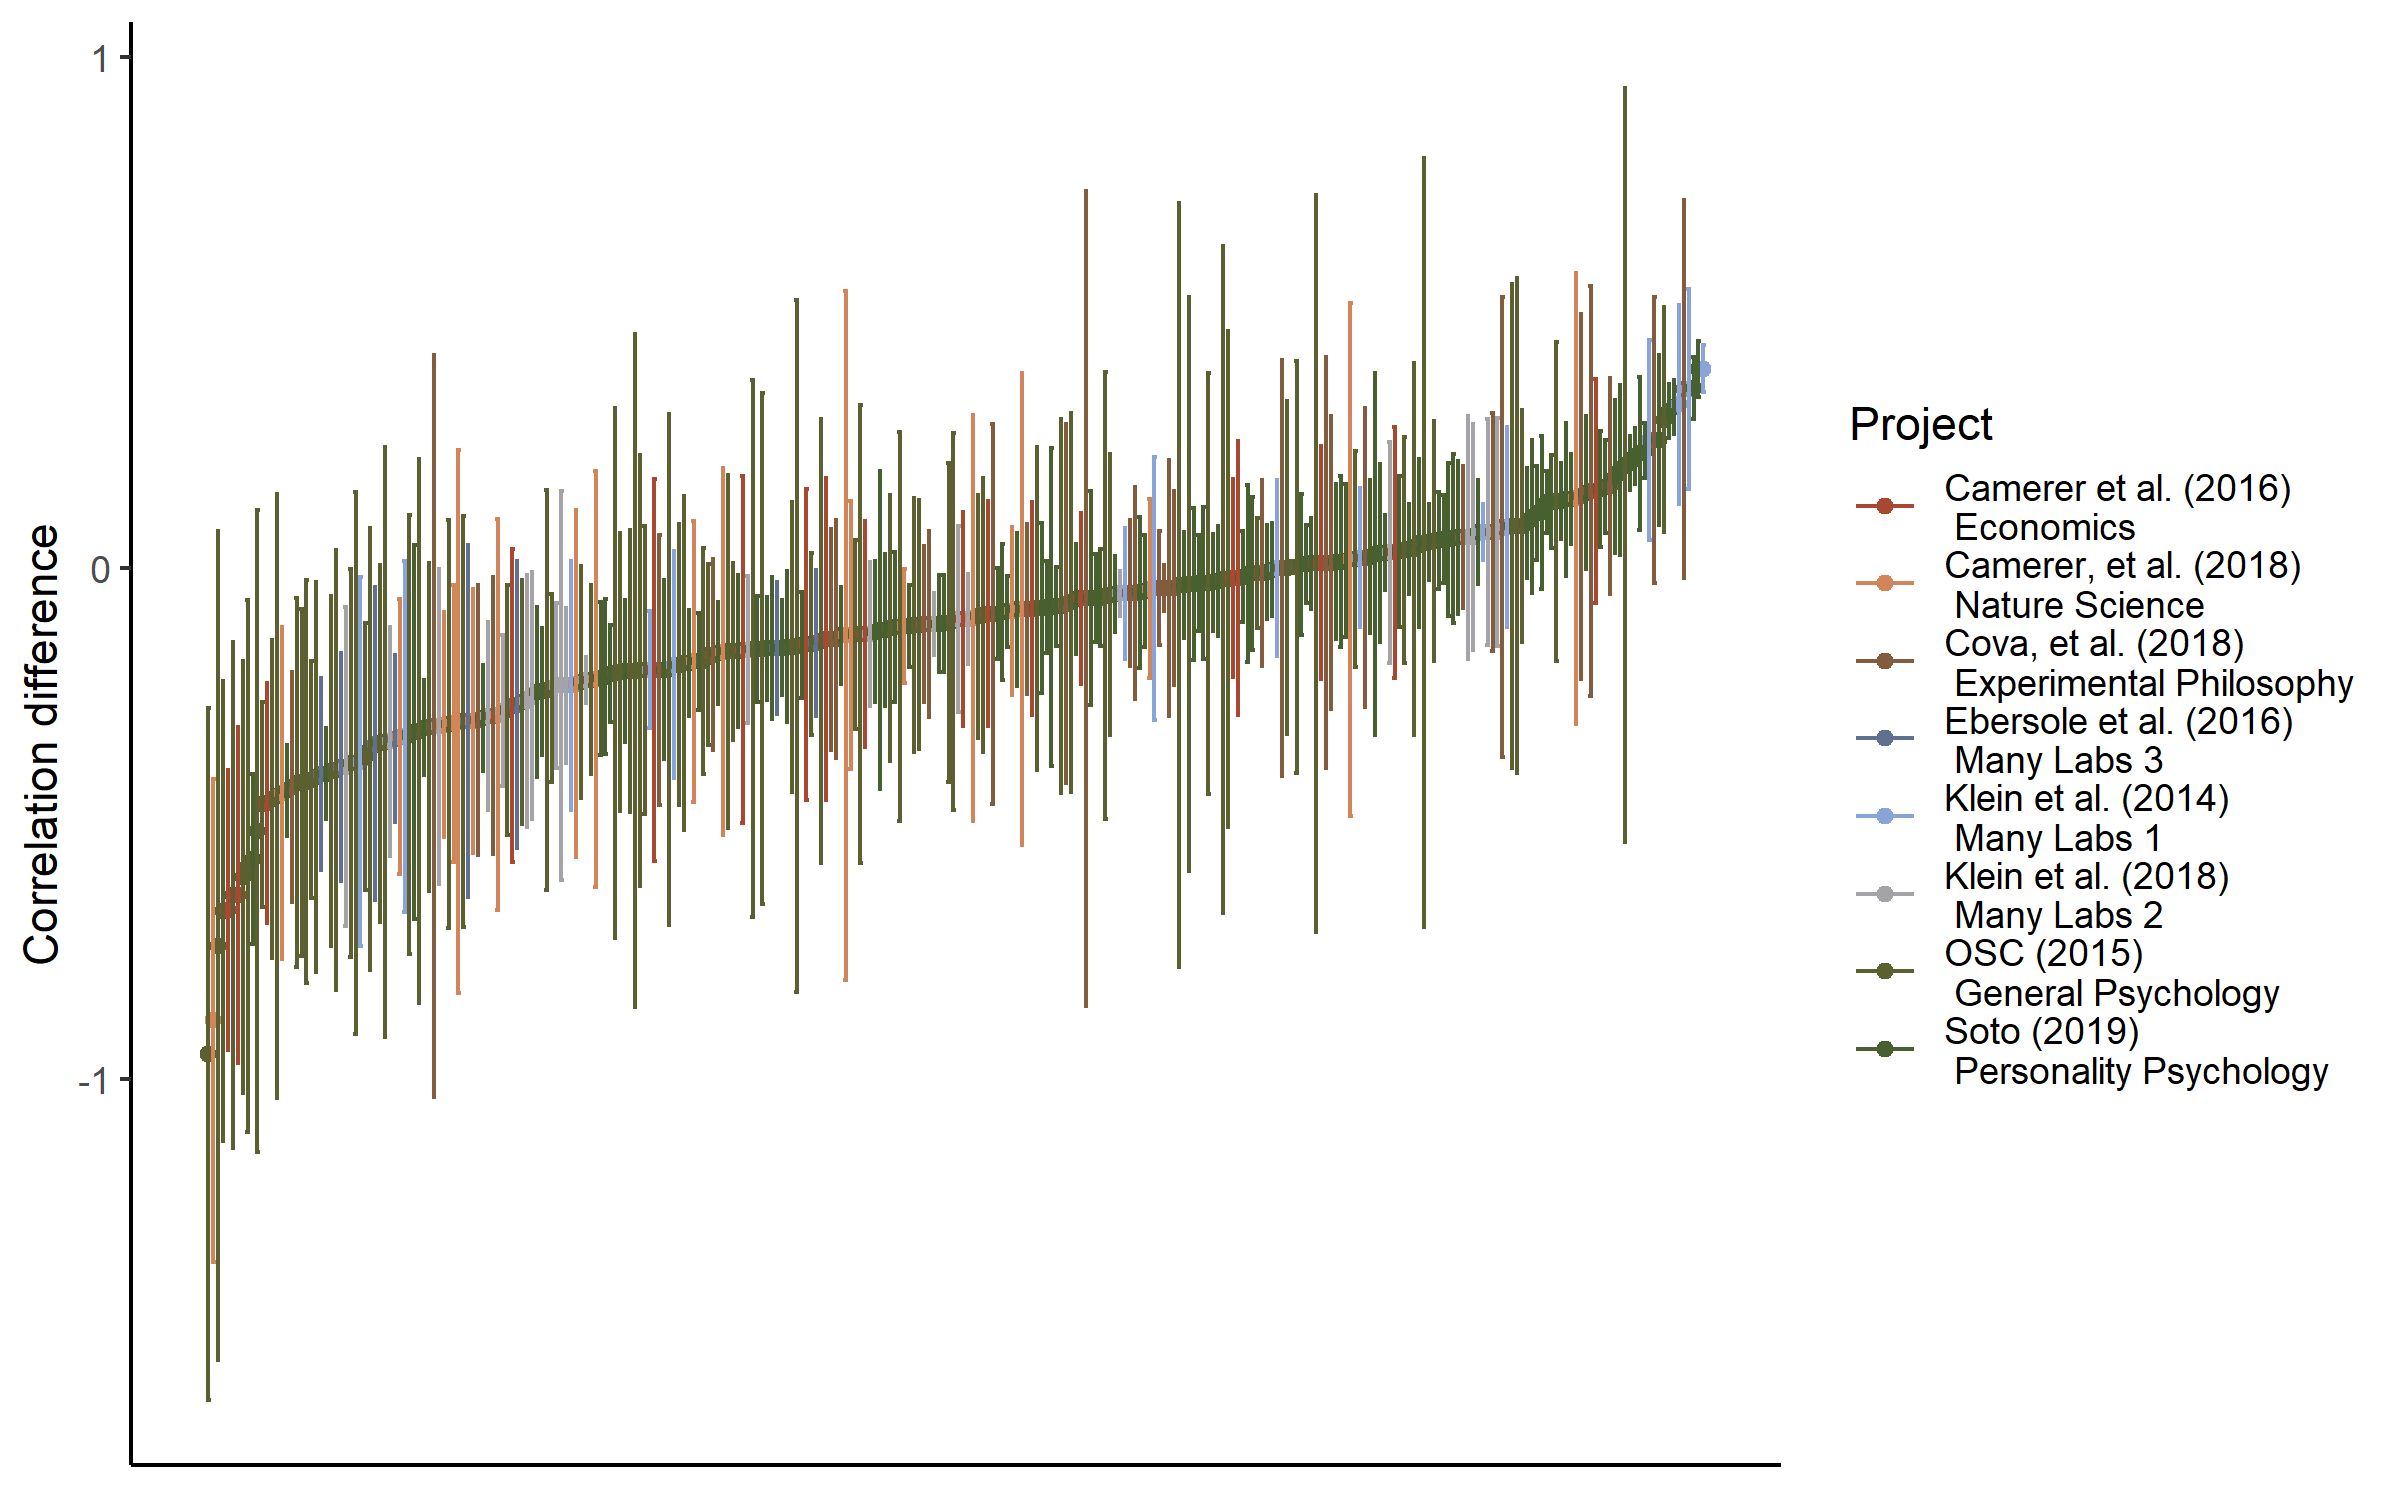 1
0
-1
Correlation difference
Project
Camerer et al. (2016)
Economics
Camerer, et al. (2018)
Nature Science
Cova, et al. (2018)
Experimental Philosophy
Ebersole et al. (2016)
Many Labs 3
Klein et al. (2014)
Many Labs 1
Klein et al. (2018)
Many Labs 2
OSC (2015)
General Psychology
Soto (2019)
Personality Psychology